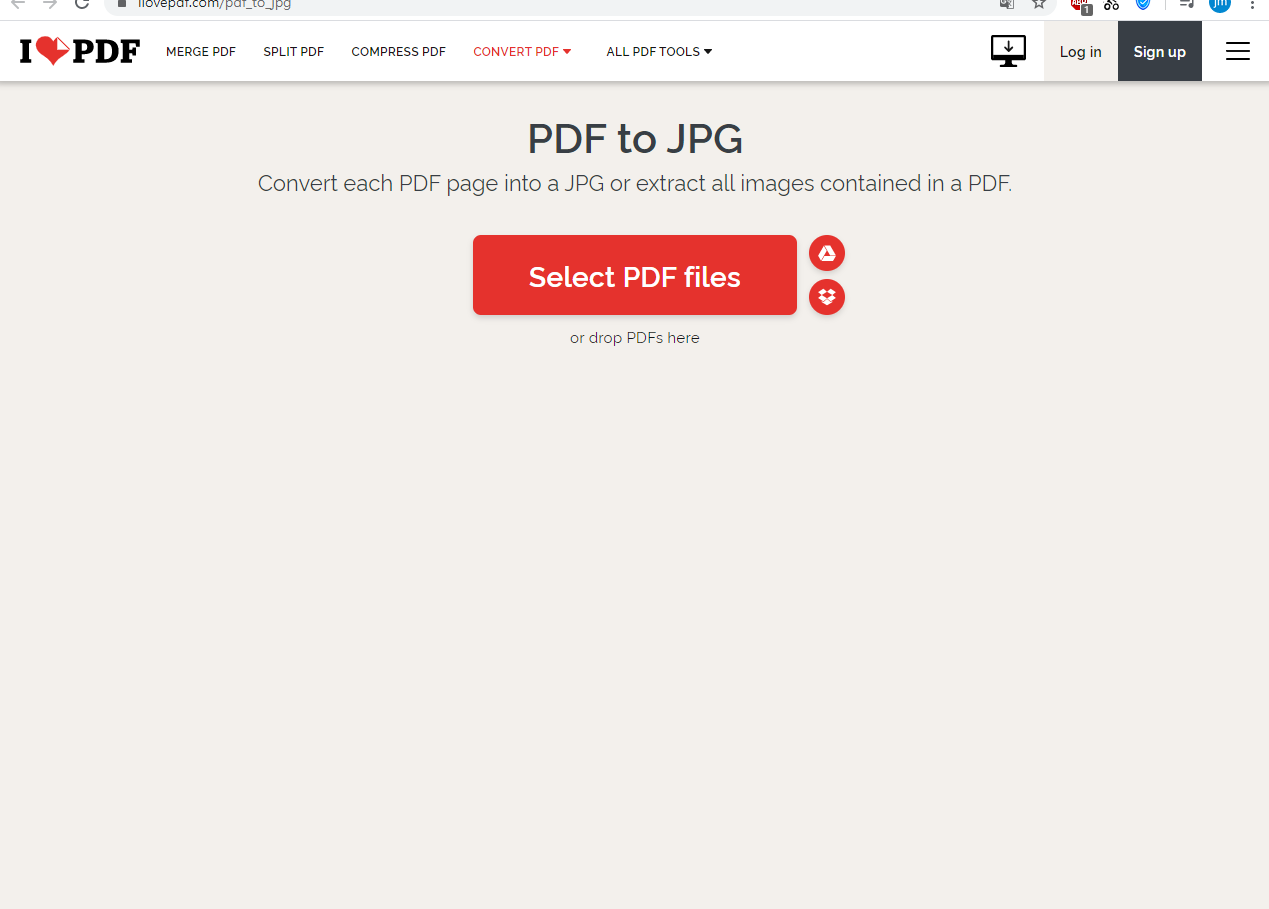 ilovepdf.com/pdf_to_jpg
1
jm
I PDF
MERGE PDF
SPLIT PDF
COMPRESS PDF
CONVERT PDF
ALL PDF TOOLS
Log in
Sign up
PDF to JPG
Convert each PDF page into a JPG or extract all images contained in a PDF.
Select PDF files
or drop PDFs here